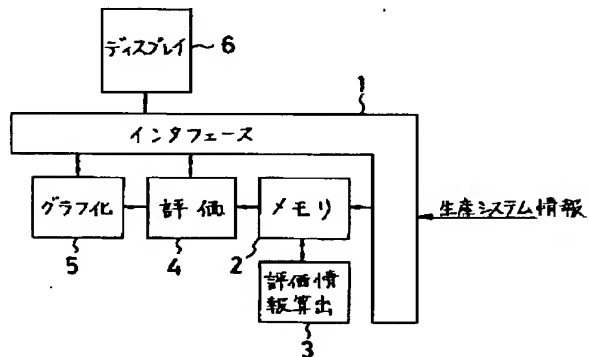 ディスプレイ
6
1
インタフェース
グラフ化
評価
メモリ
生産システム情報
5
4
2
評価情
報算出
3